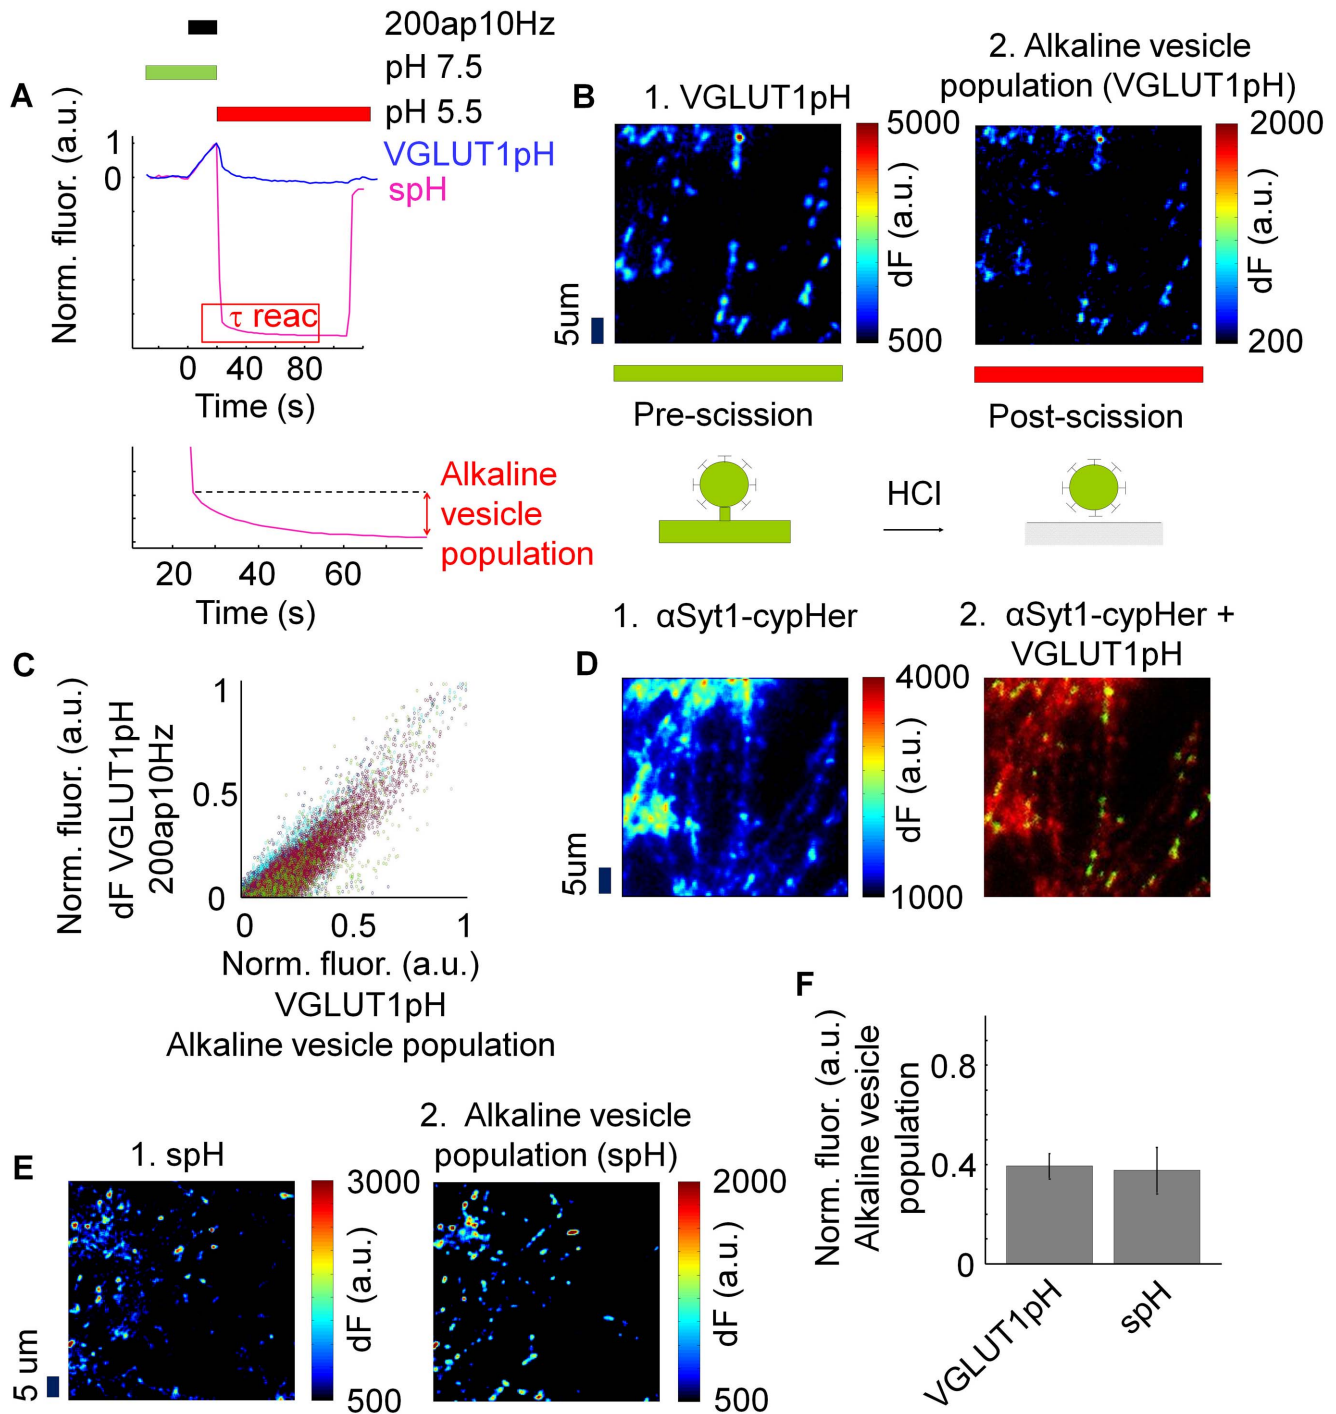 200ap10Hz
pH 7.5
pH 5.5
A
Norm. fluor. (a.u.)
1
0
VGLUT1pH
spH
τ reac
0 40 80
Time (s)
Alkaline
vesicle
population
20 40 60
Time (s)
B
1. VGLUT1pH
5000
dF (a.u.)
500
5um
2. Alkaline vesicle
population (VGLUT1pH)
2000
dF (a.u.)
200
Pre-scission
Post-scission
HCl
C
Norm. fluor. (a.u.)
dF VGLUT1pH
200ap10Hz
1
0.5
0
0 0.5 1
Norm. fluor. (a.u.)
VGLUT1pH
Alkaline vesicle population
D
1. αSyt1-cypHer
4000
dF (a.u.)
1000
5um
2. αSyt1-cypHer +
VGLUT1pH
E
1. spH
3000
dF (a.u.)
500
5 um
2. Alkaline vesicle
population (spH)
2000
dF (a.u.)
500
F
Norm. fluor. (a.u.)
Alkaline vesicle
population
0.8
0.4
0
VGLUT1pH
spH